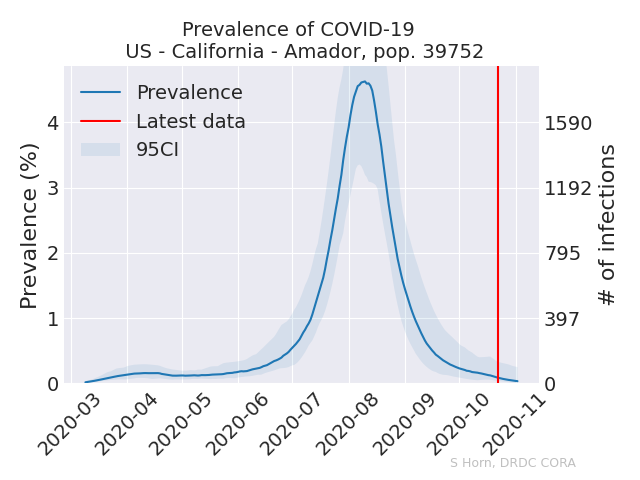 Prevalence of COVID-19
US - California - Amador, pop. 39752
Prevalence
Latest data
95CI
Prevalence (%)
4
3
2
1
0
1590
1192
795
397
0
# of infections
2020-03
2020-04
2020-05
2020-06
2020-07
2020-08
2020-09
2020-10
2020-11
S Horn, DRDC CORA